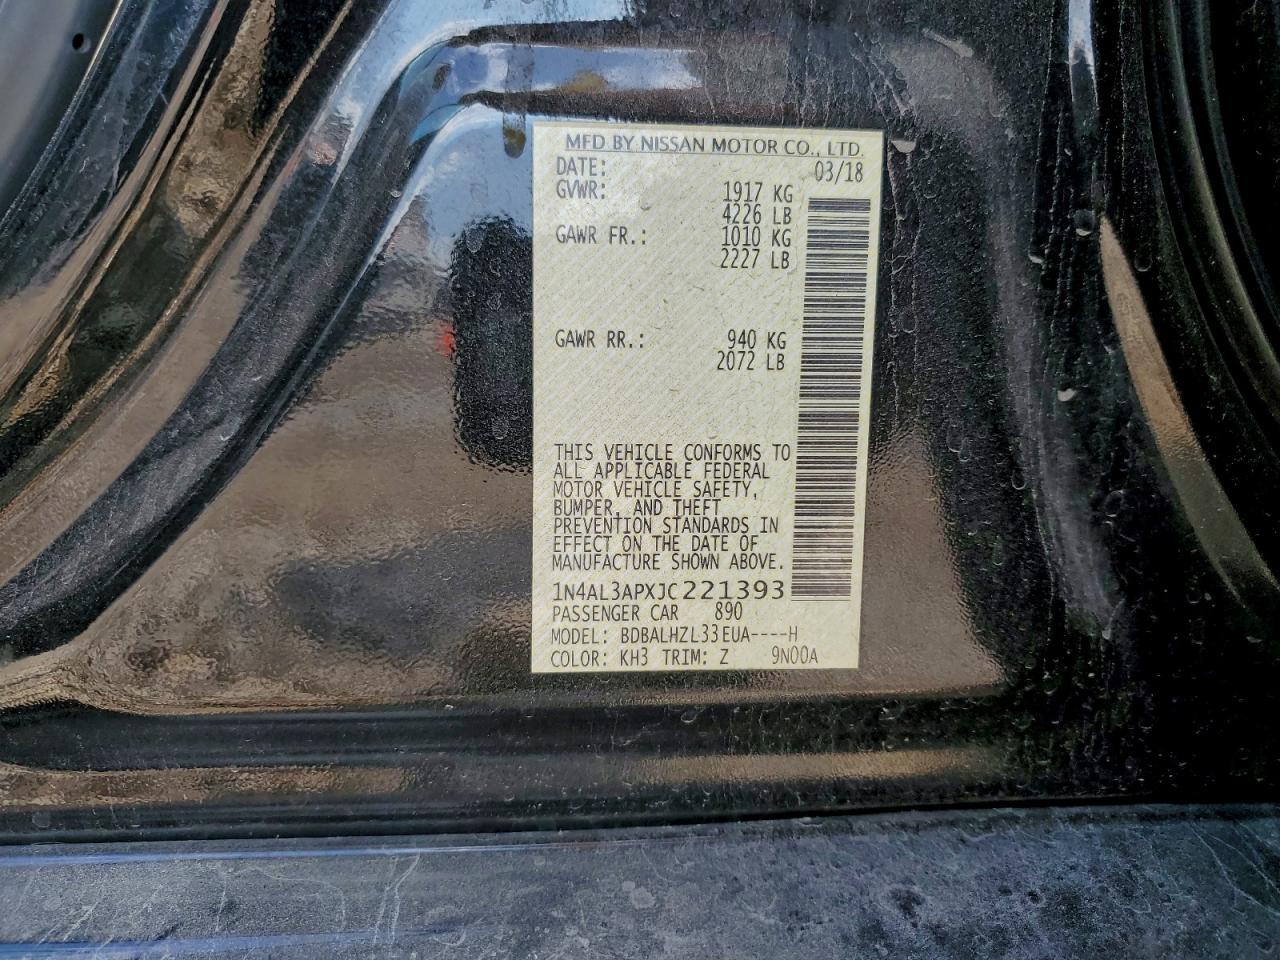 MFD BY NISSAN MOTOR CO., LTD.
DATE: 03/18
GVWR: 1917 KG
4226 LB
GAWR FR.: 1010 KG
2227 LB
GAWR RR.: 940 KG
2072 LB
THIS VEHICLE CONFORMS TO
ALL APPLICABLE FEDERAL
MOTOR VEHICLE SAFETY,
BUMPER, AND THEFT
PREVENTION STANDARDS IN
EFFECT ON THE DATE OF
MANUFACTURE SHOWN ABOVE.
1N4AL3APXJC221393
PASSENGER CAR 890
MODEL: BDBALHZL33EUA----H
COLOR: KH3 TRIM: Z 9N00A